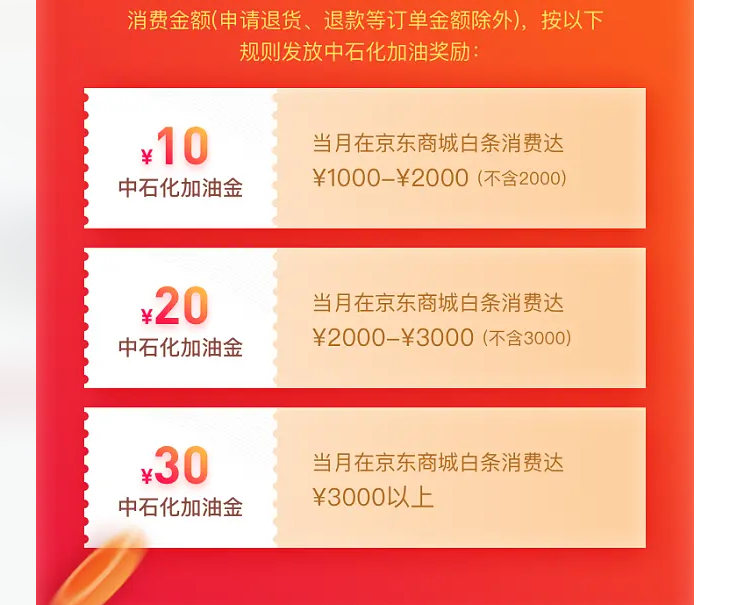 消费金额(申请退货、退款等订单金额除外)，按以下
规则发放中石化加油奖励：
¥10
中石化加油金
当月在京东商城白条消费达
¥1000–¥2000 (不含2000)
¥20
中石化加油金
当月在京东商城白条消费达
¥2000–¥3000 (不含3000)
¥30
中石化加油金
当月在京东商城白条消费达
¥3000以上